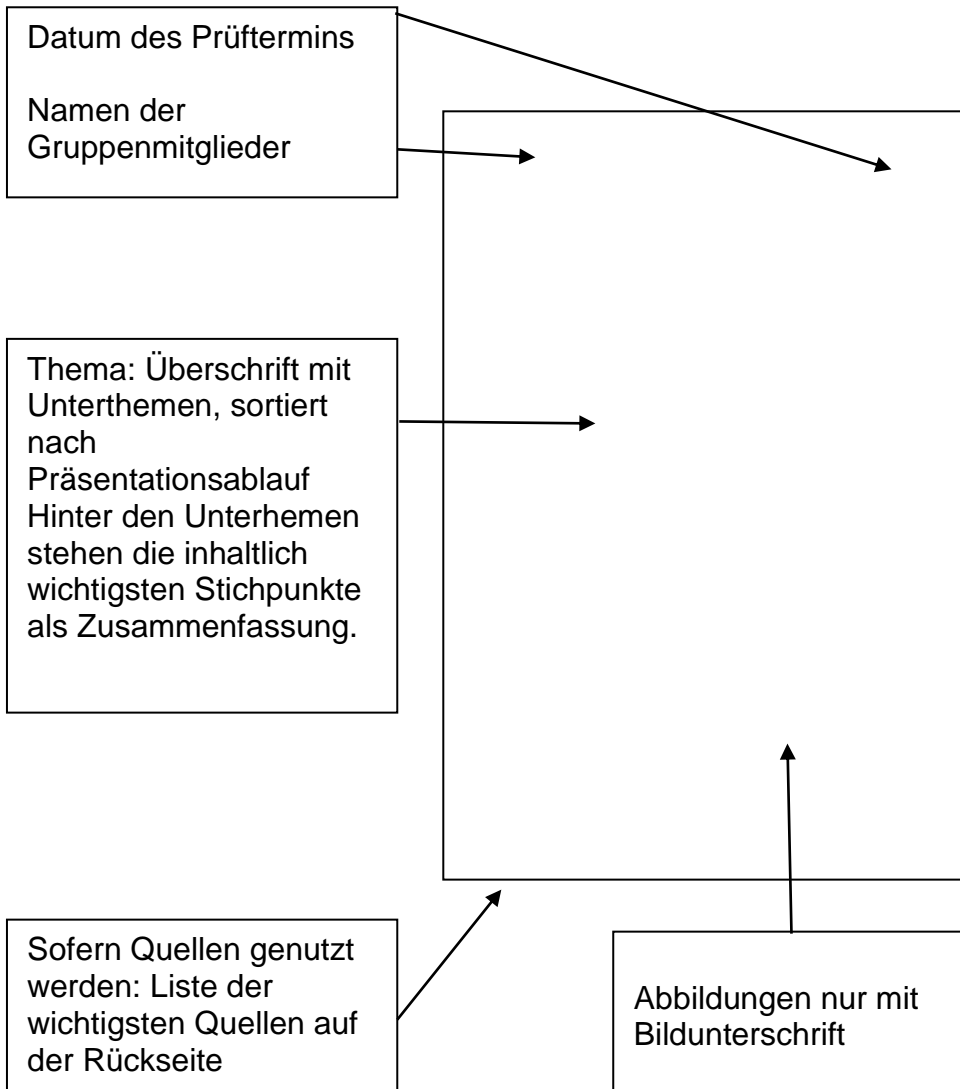 Datum des Prüftermins
Namen der
Gruppenmitglieder
Thema: Überschrift mit
Unterthemen, sortiert
nach
Präsentationsablauf
Hinter den Unterhemen
stehen die inhaltlich
wichtigsten Stichpunkte
als Zusammenfassung.
Sofern Quellen genutzt
werden: Liste der
wichtigsten Quellen auf
der Rückseite
Abbildungen nur mit
Bildunterschrift